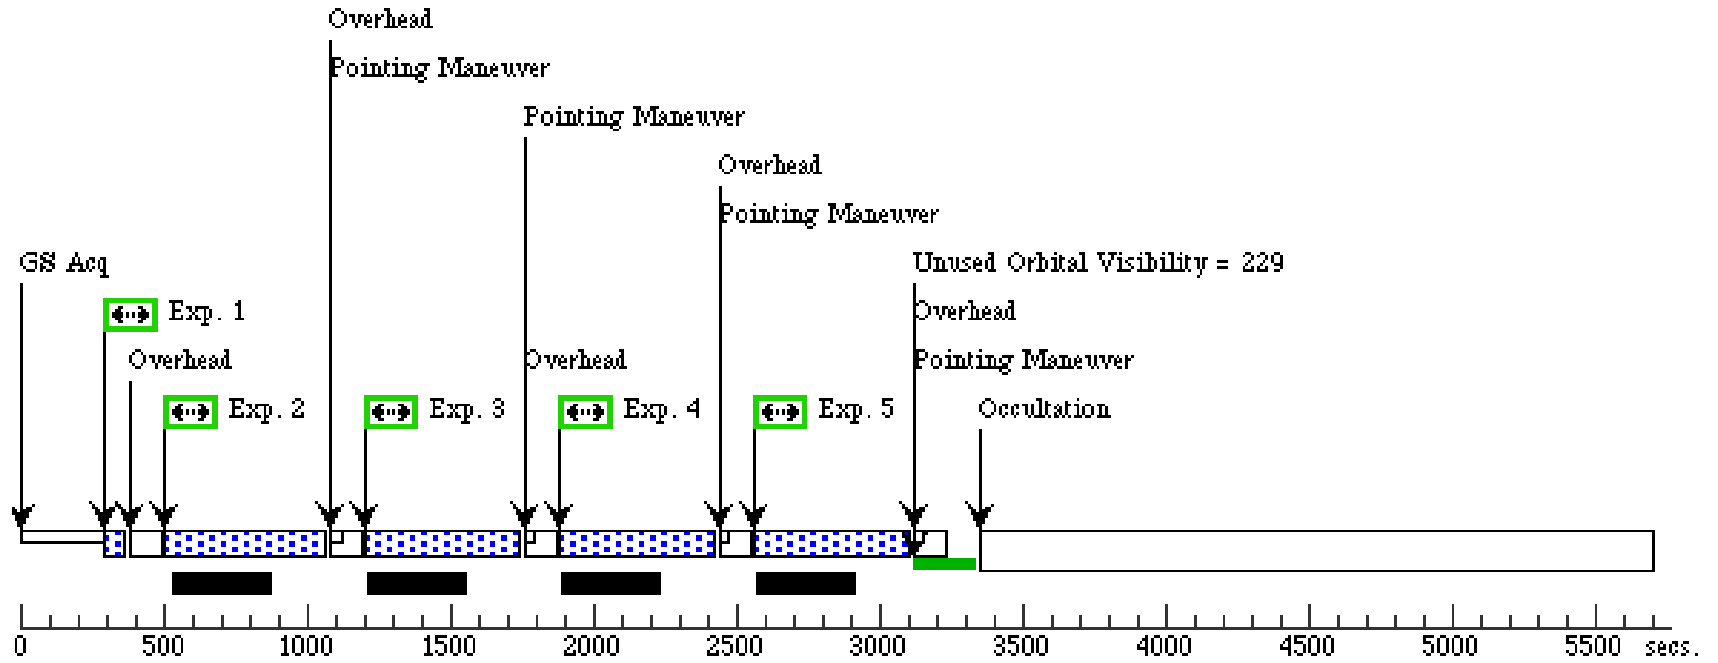 Overhead
Pointing Maneuver
Pointing Maneuver
Overhead
Pointing Maneuver
GS Acq
Unused Orbital Visibility = 229
Exp. 1
Overhead
Overhead
Overhead
Pointing Maneuver
Exp. 2
Exp. 3
Exp. 4
Exp. 5
Occultation
0 500 1000 1500 2000 2500 3000 3500 4000 4500 5000 5500 secs.